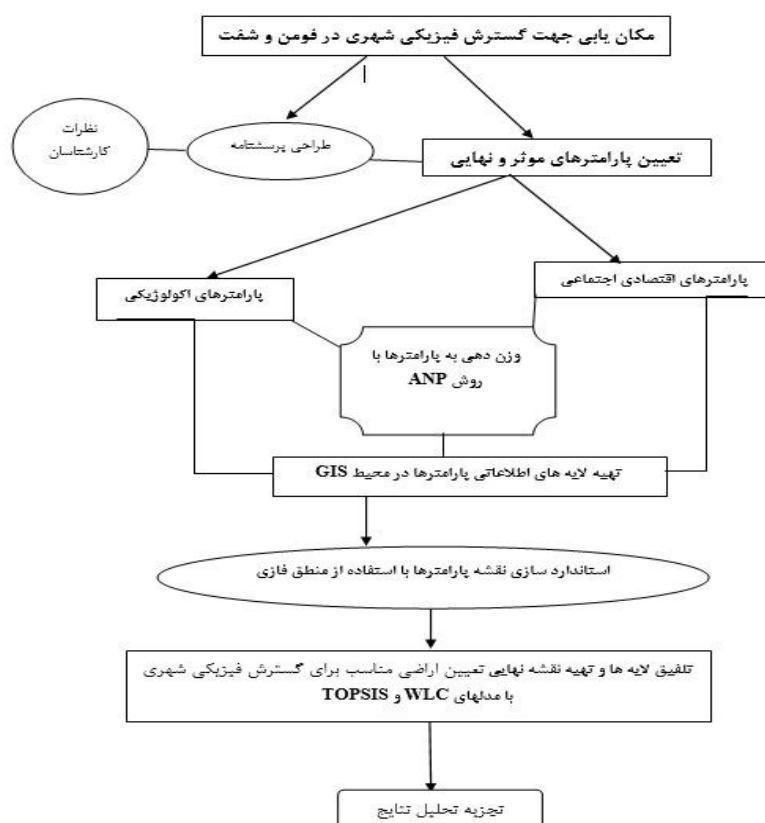 مکان یابی جهت گسترش فیزیکی شهری در فومن و شفت
نظرات
کارشتاسان
طراحی پرسشنامه
تعیین پارامترهای موثر و نهایی
پارامترهای اقتصادی اجتماعی
پارامترهای اکولوژیکی
وزن دهی به پارامترها با
روش ANP
تهیه لایه های اطلاعاتی پارامترها در محیط GIS
استاندارد سازی نقشه پارامترها با استفاده از منطق فازی
تلفیق لایه ها و تهیه نقشه نهایی تعیین اراضی مناسب برای گسترش فیزیکی شهری
با مدلهای WLC و TOPSIS
تجزیه تحلیل نتایج